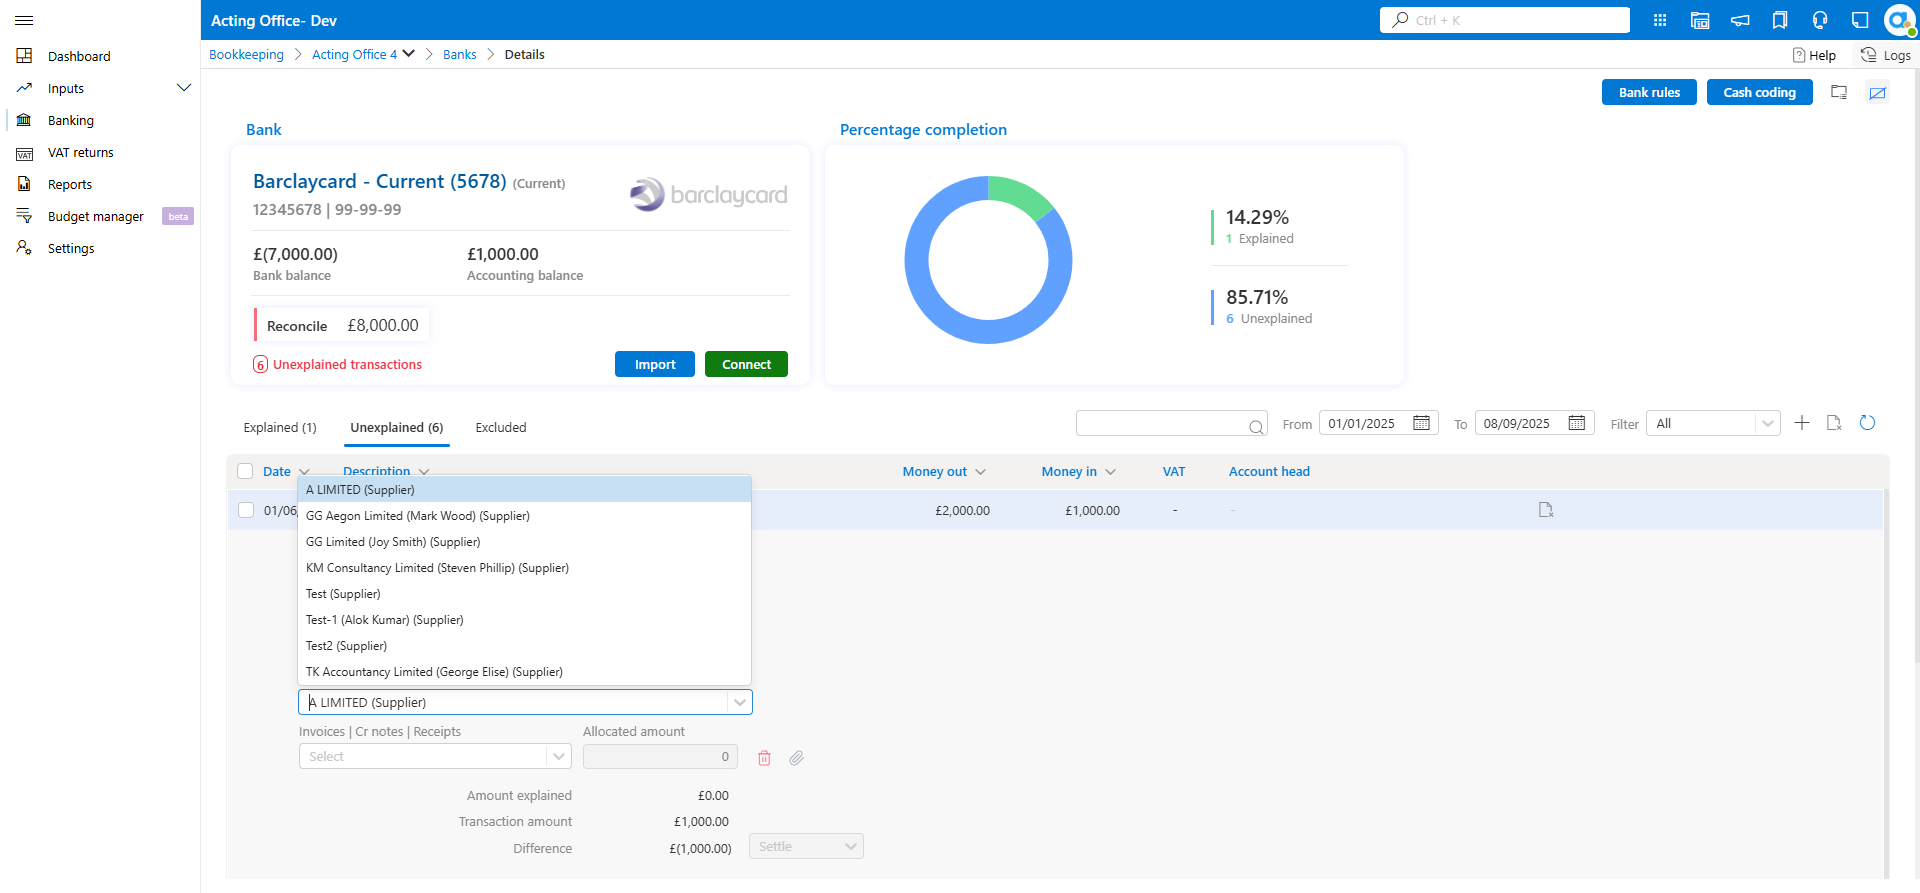 Acting Office- Dev
Ctrl + K
Dashboard
Inputs
Banking
VAT returns
Reports
Budget manager beta
Settings
Bookkeeping Acting Office 4 Banks Details
Help Logs
Bank rules Cash coding
Bank
Barclaycard - Current (5678) (Current)
12345678 | 99-99-99
barclaycard
£(7,000.00) £1,000.00
Bank balance Accounting balance
Reconcile £8,000.00
6 Unexplained transactions
Import Connect
Percentage completion
14.29%
1 Explained
85.71%
6 Unexplained
Explained (1) Unexplained (6) Excluded
From 01/01/2025 To 08/09/2025 Filter All
Date Description Money out Money in VAT Account head
01/06 £2,000.00 £1,000.00 - -
A LIMITED (Supplier)
GG Aegon Limited (Mark Wood) (Supplier)
GG Limited (Joy Smith) (Supplier)
KM Consultancy Limited (Steven Phillip) (Supplier)
Test (Supplier)
Test-1 (Alok Kumar) (Supplier)
Test2 (Supplier)
TK Accountancy Limited (George Elise) (Supplier)
A LIMITED (Supplier)
Invoices | Cr notes | Receipts Allocated amount
Select 0
Amount explained £0.00
Transaction amount £1,000.00
Difference £(1,000.00) Settle